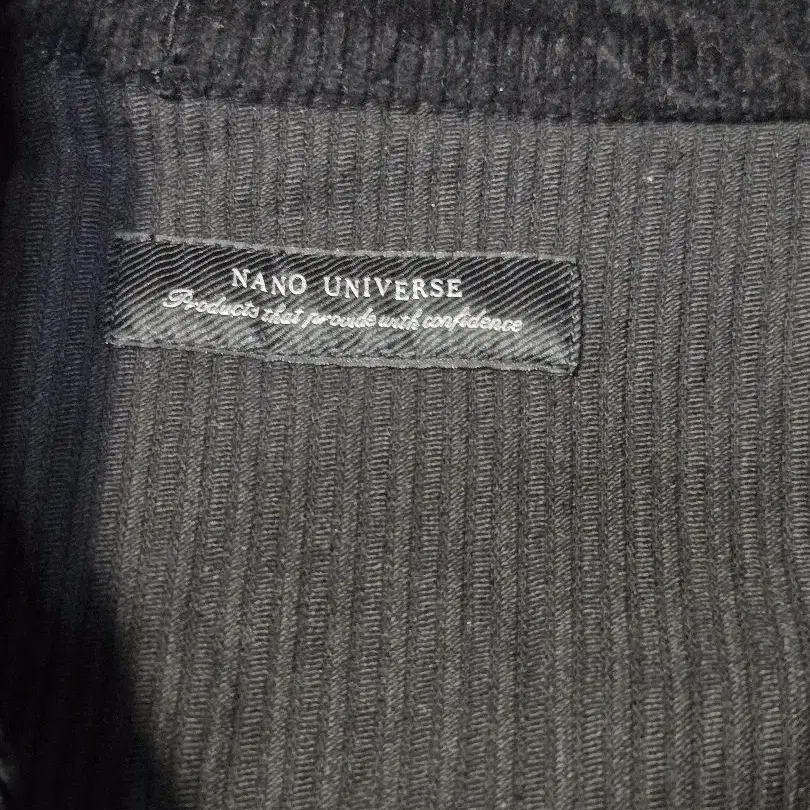 NANO UNIVERSE
Products that provide with confidence